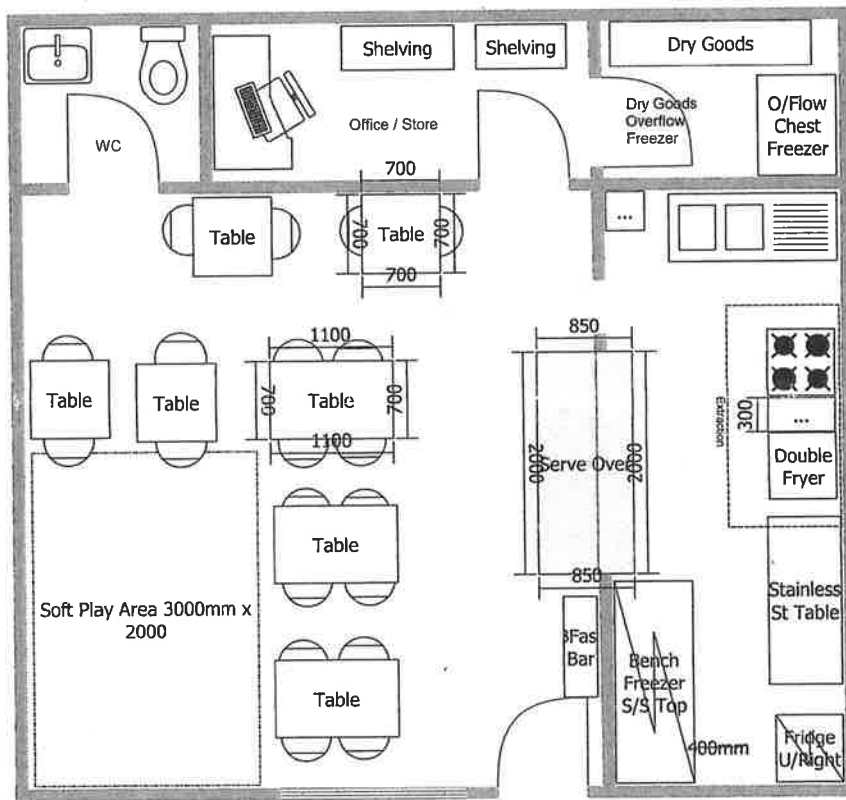 Shelving
Shelving
Dry Goods
WC
Office / Store
Dry Goods
Overflow
Freezer
O/Flow
Chest
Freezer
700
Table
700
Table
700
700
...
1100
850
Table
Table
700
Table
700
1100
Extraction
300
...
Double
Fryer
2000
Serve Over
2000
Table
850
Soft Play Area 3000mm x
2000
Stainless
St Table
3Fas
Bar
Bench
Freezer
S/S Top
Table
400mm
Fridge
U/Right